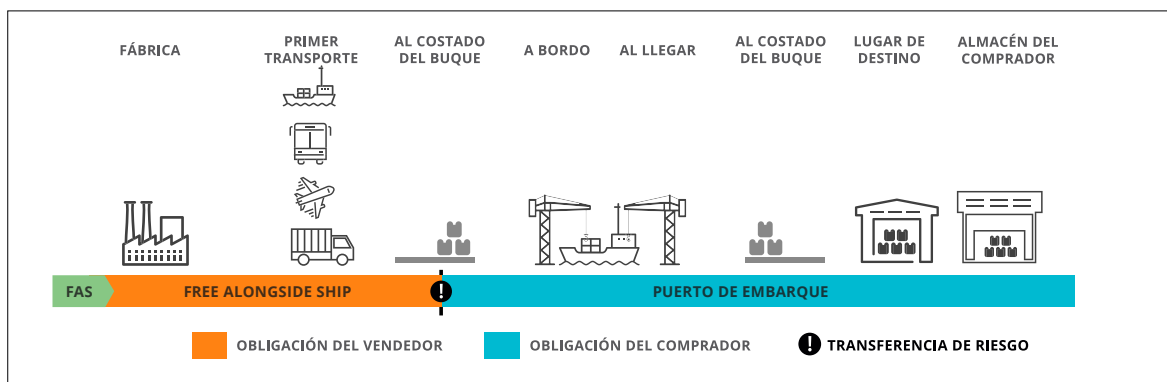 FÁBRICA
PRIMER
TRANSPORTE
AL COSTADO
DEL BUQUE
A BORDO
AL LLEGAR
AL COSTADO
DEL BUQUE
LUGAR DE
DESTINO
ALMACÉN DEL
COMPRADOR
FAS
FREE ALONGSIDE SHIP
!
PUERTO DE EMBARQUE
OBLIGACIÓN DEL VENDEDOR
OBLIGACIÓN DEL COMPRADOR
! TRANSFERENCIA DE RIESGO